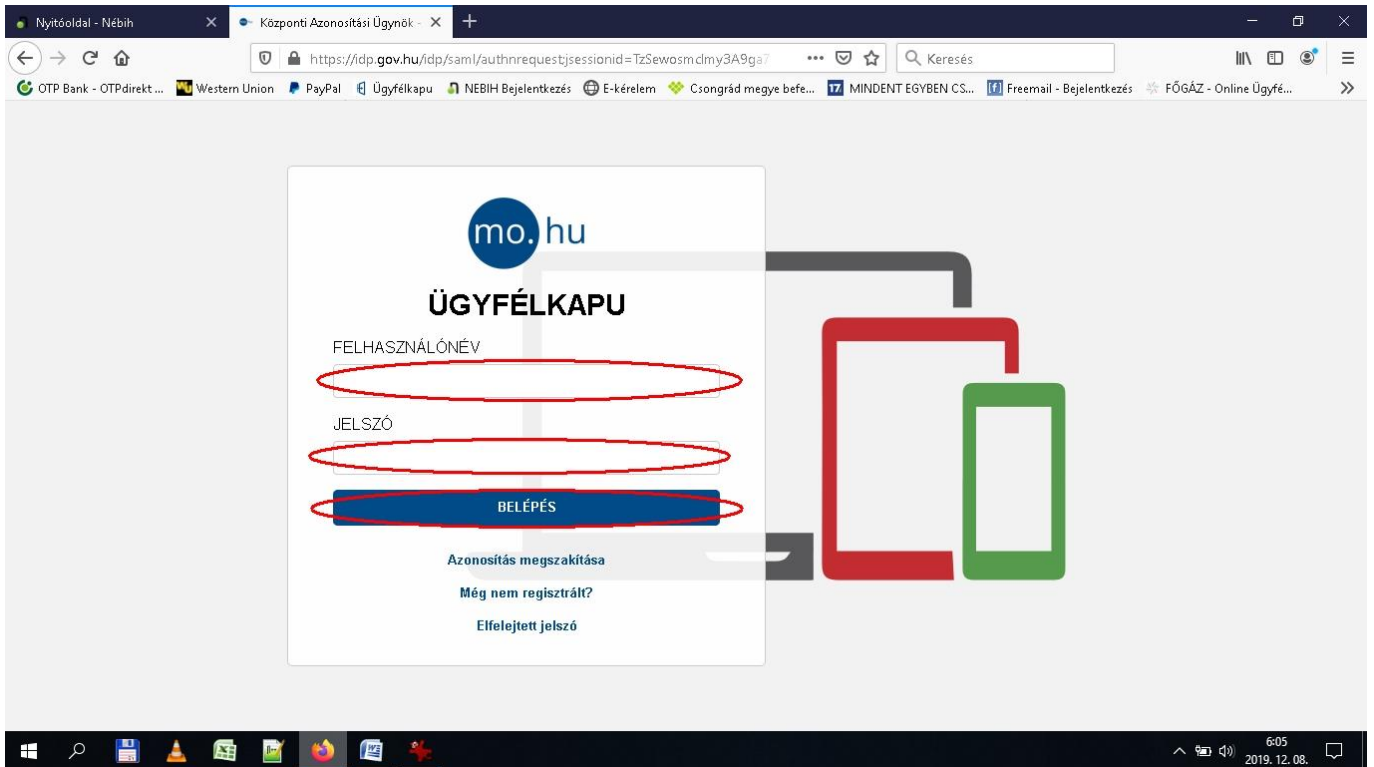 Nyitóoldal - Nébih
Központi Azonosítási Ügynök -
https://idp.gov.hu/idp/saml/authnrequest;jsessionid=TzSewosmdmy3A9ga7
Keresés
OTP Bank - OTPdirekt ... Western Union PayPal Ügyfélkapu NEBIH Bejelentkezés E-kérelem Csongrád megye befe... 17. MINDENT EGYBEN CS... [f] Freemail - Bejelentkezés FŐGÁZ - Online Ügyfé...
mo.hu
ÜGYFÉLKAPU
FELHASZNÁLÓNÉV
JELSZÓ
BELÉPÉS
Azonosítás megszakítása
Még nem regisztrált?
Elfelejtett jelszó
6:05
2019. 12. 08.